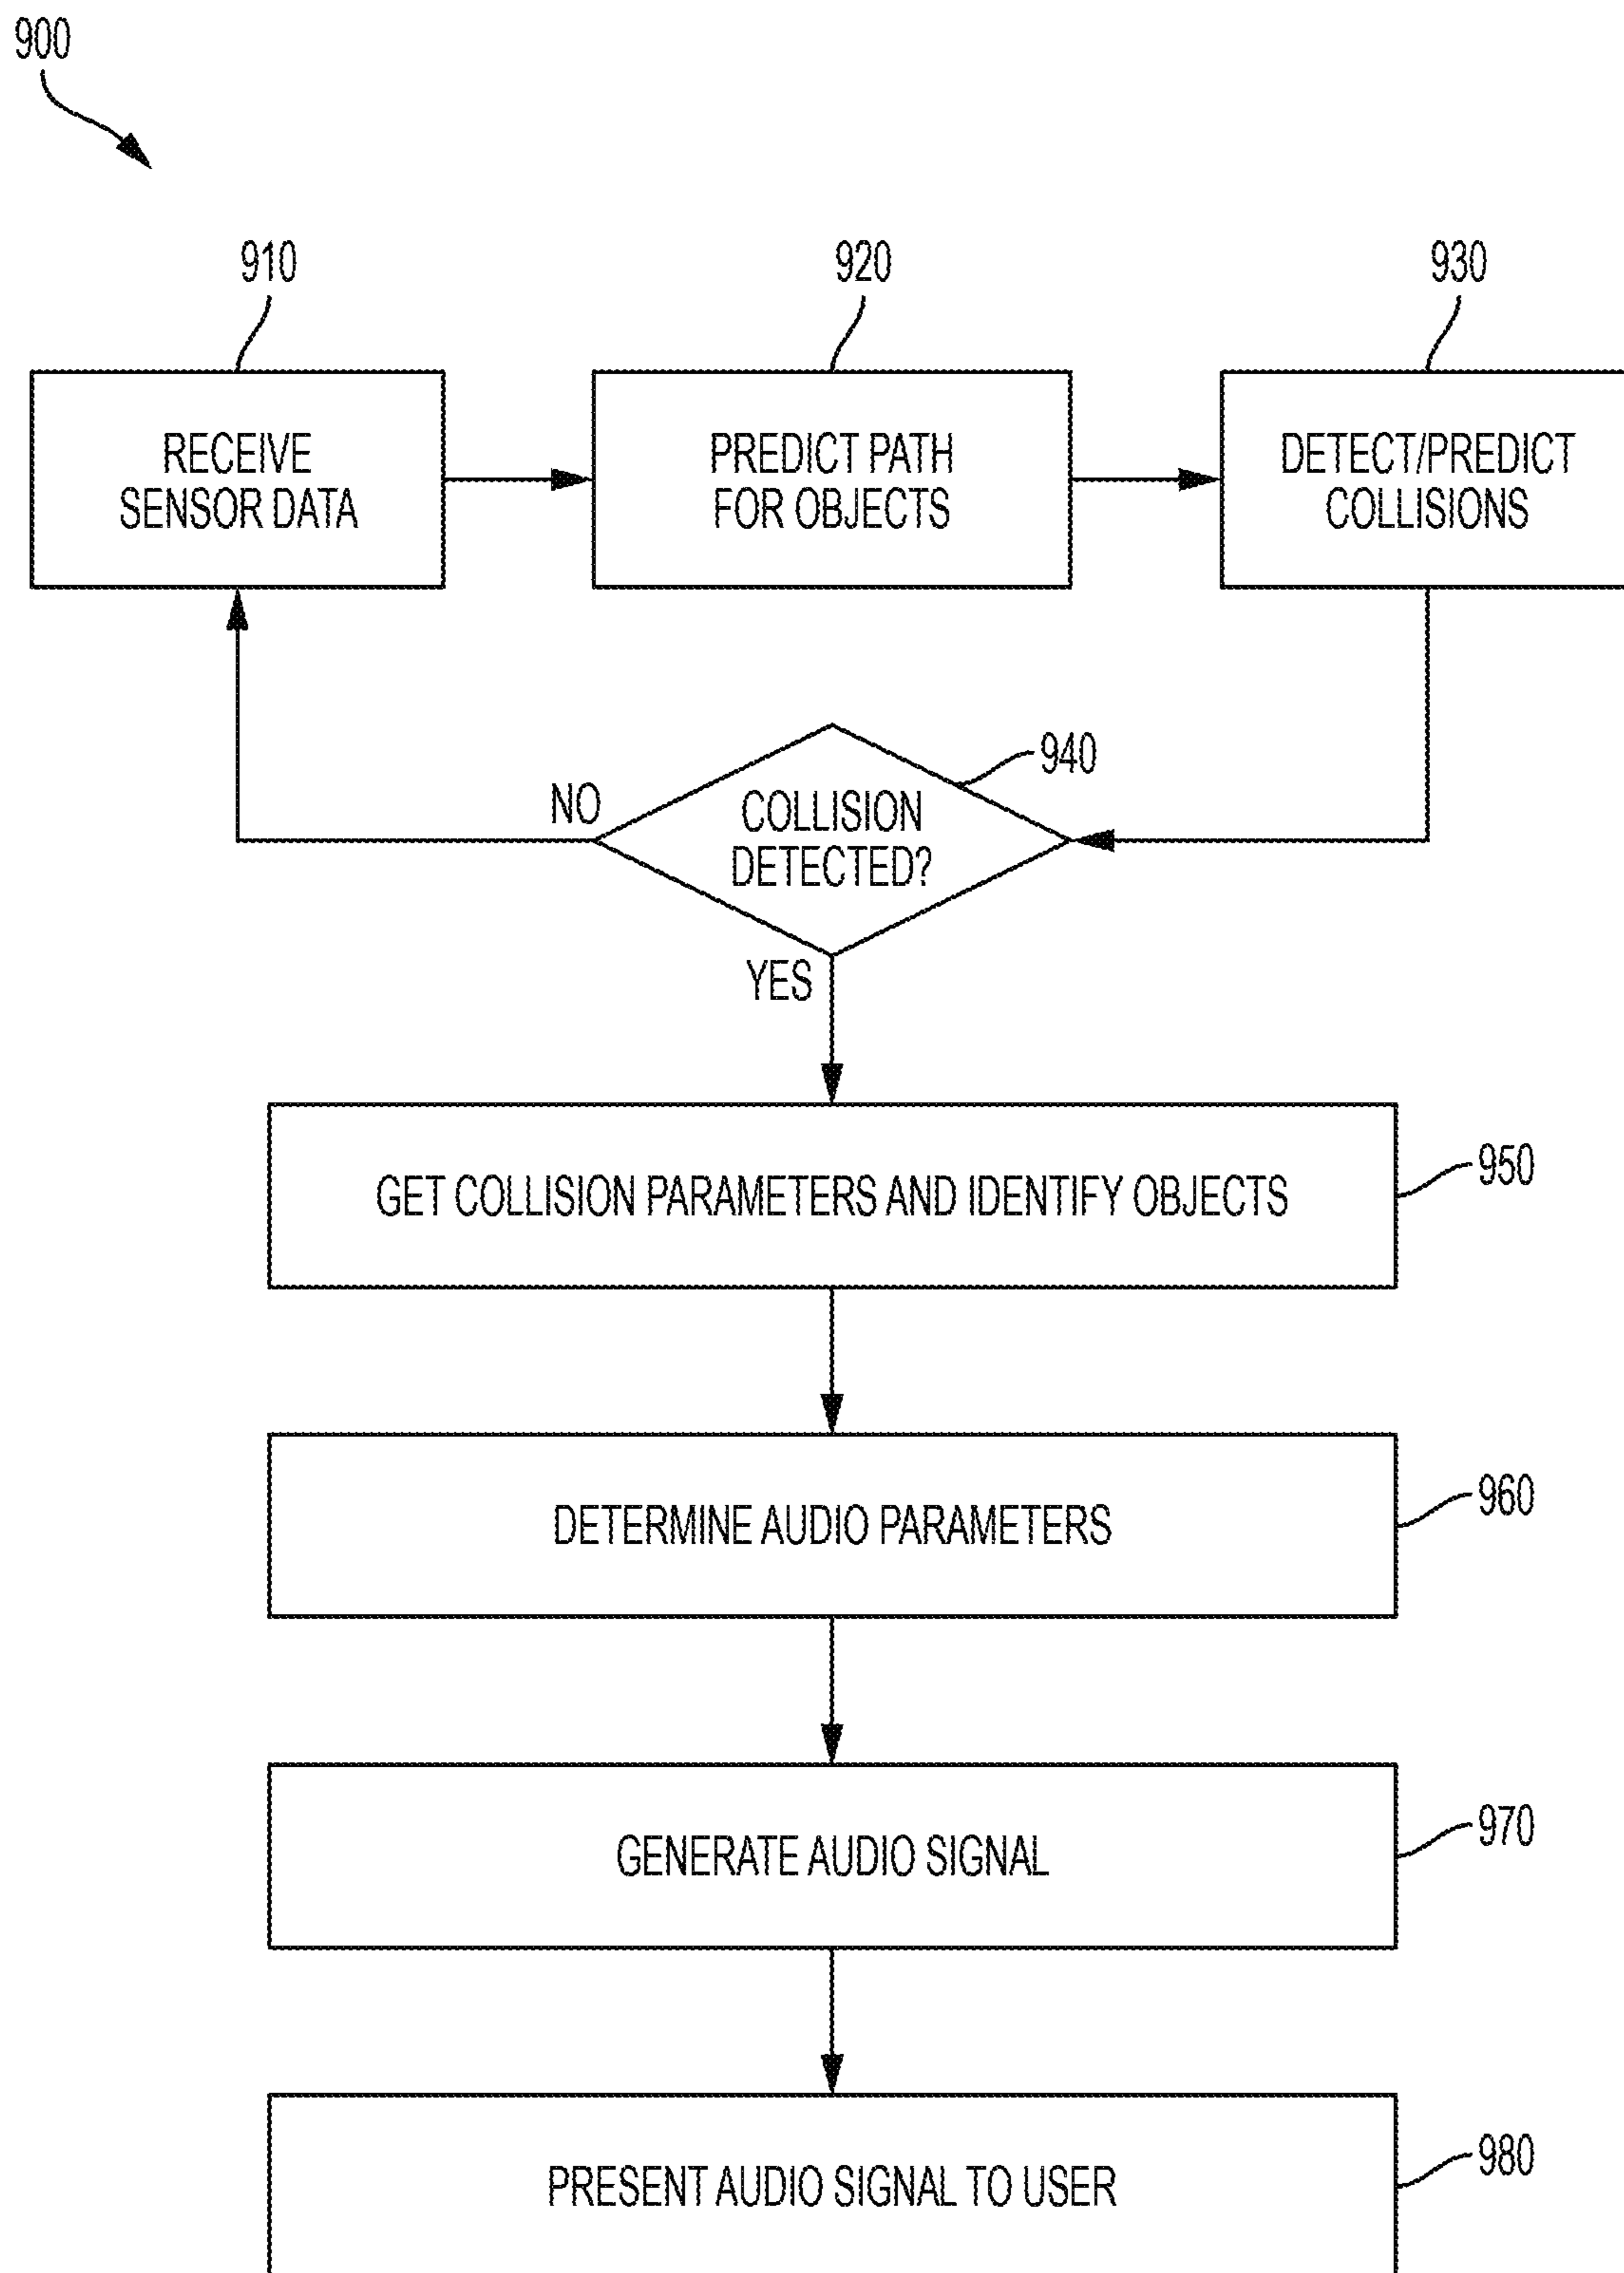 900
910
920
930
RECEIVE
SENSOR DATA
PREDICT PATH
FOR OBJECTS
DETECT/PREDICT
COLLISIONS
940
NO
COLLISION
DETECTED?
YES
GET COLLISION PARAMETERS AND IDENTIFY OBJECTS
950
DETERMINE AUDIO PARAMETERS
960
GENERATE AUDIO SIGNAL
970
PRESENT AUDIO SIGNAL TO USER
980